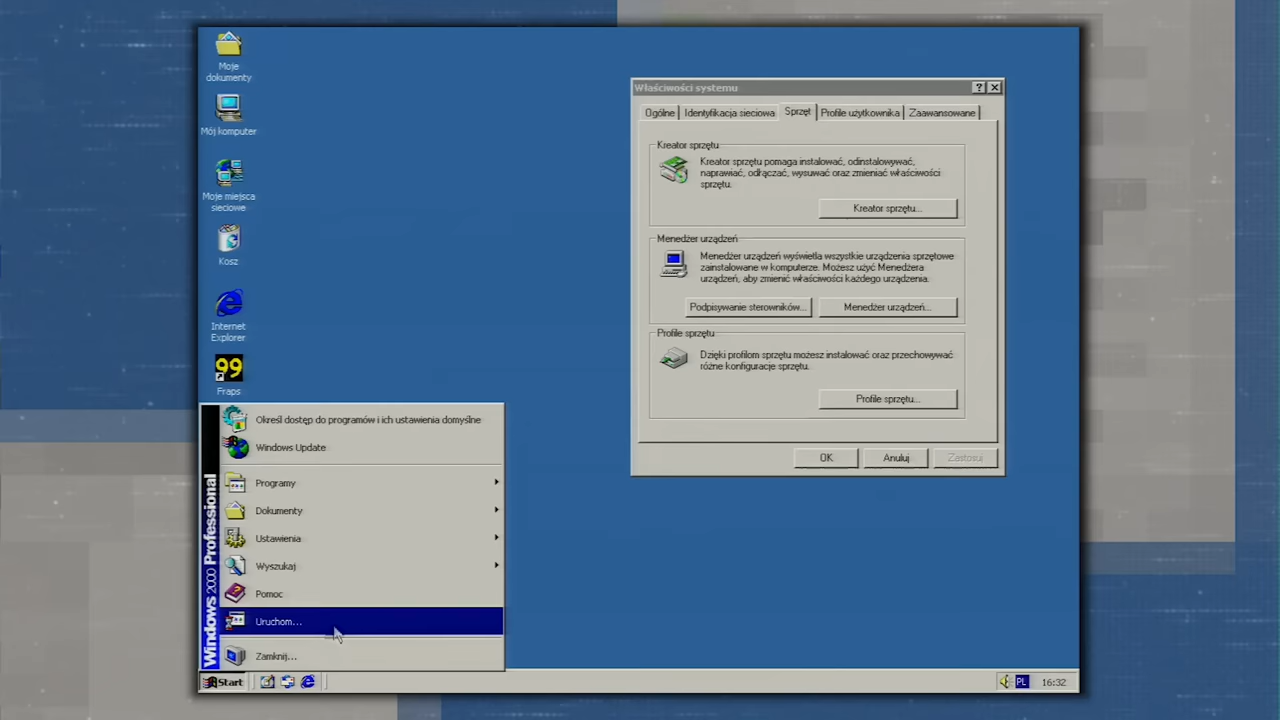 Moje
dokumenty
Mój komputer
Moje miejsca
sieciowe
Kosz
Internet
Explorer
99
Fraps
Właściwości systemu
Ogólne
Identyfikacja sieciowa
Sprzęt
Profile użytkownika
Zaawansowane
Kreator sprzętu
Kreator sprzętu pomaga instalować, odinstalowywać,
naprawiać, odłączać, wysuwać oraz zmieniać właściwości
sprzętu.
Kreator sprzętu...
Menedżer urządzeń
Menedżer urządzeń wyświetla wszystkie urządzenia sprzętowe
zainstalowane w komputerze. Możesz użyć Menedżera
urządzeń, aby zmienić właściwości każdego urządzenia.
Podpisywanie sterowników...
Menedżer urządzeń...
Profile sprzętu
Dzięki profilom sprzętu możesz instalować oraz przechowywać
różne konfiguracje sprzętu.
Profile sprzętu...
OK
Anuluj
Zastosuj
Windows 2000 Professional
Określ dostęp do programów i ich ustawienia domyślne
Windows Update
Programy
Dokumenty
Ustawienia
Wyszukaj
Pomoc
Uruchom...
Zamknij...
Start
PL
16:32